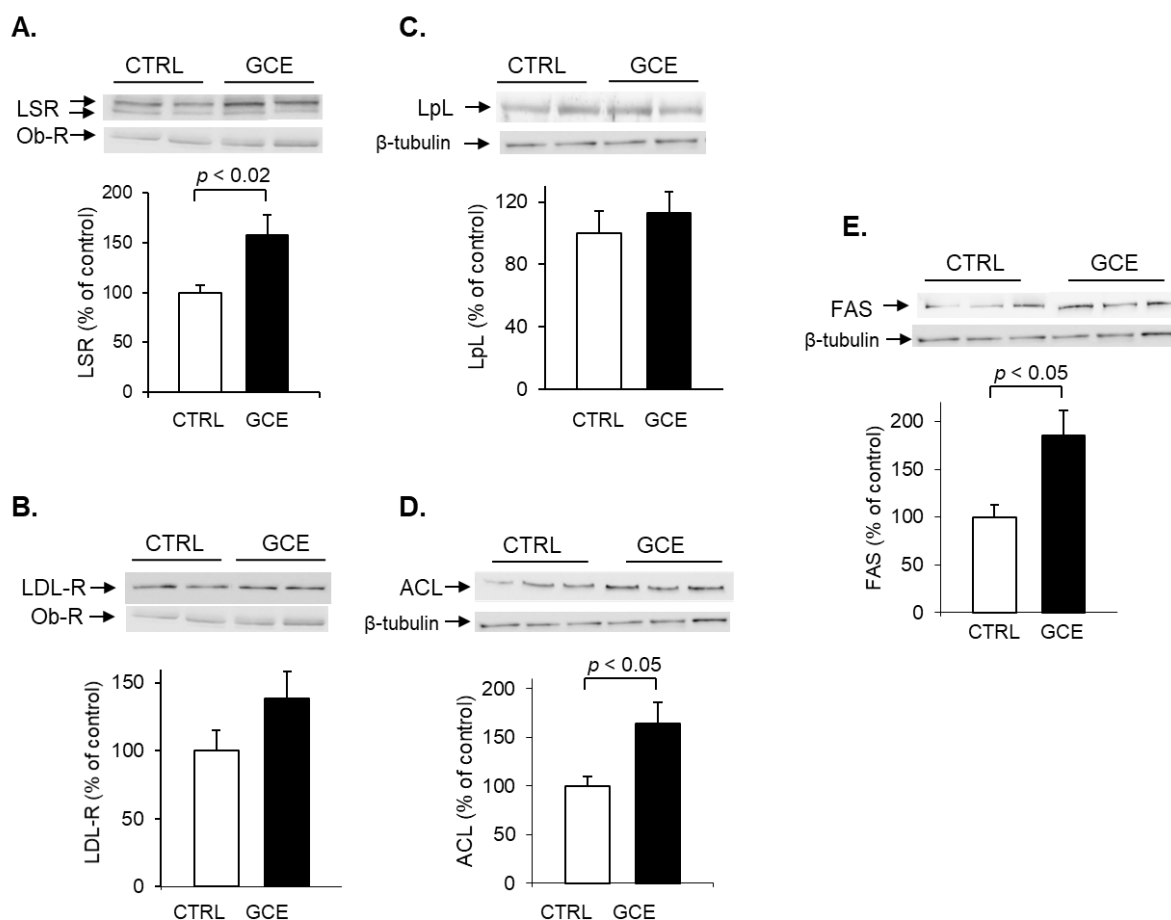 A.
CTRL GCE
LSR
Ob-R
p < 0.02
LSR (% of control)
200
150
100
50
0
CTRL GCE
B.
CTRL GCE
LDL-R
Ob-R
LDL-R (% of control)
150
100
50
0
CTRL GCE
C.
CTRL GCE
LpL
β-tubulin
LpL (% of control)
120
80
40
0
CTRL GCE
D.
CTRL GCE
ACL
β-tubulin
p < 0.05
ACL (% of control)
200
150
100
50
0
CTRL GCE
E.
CTRL GCE
FAS
β-tubulin
p < 0.05
FAS (% of control)
200
150
100
50
0
CTRL GCE